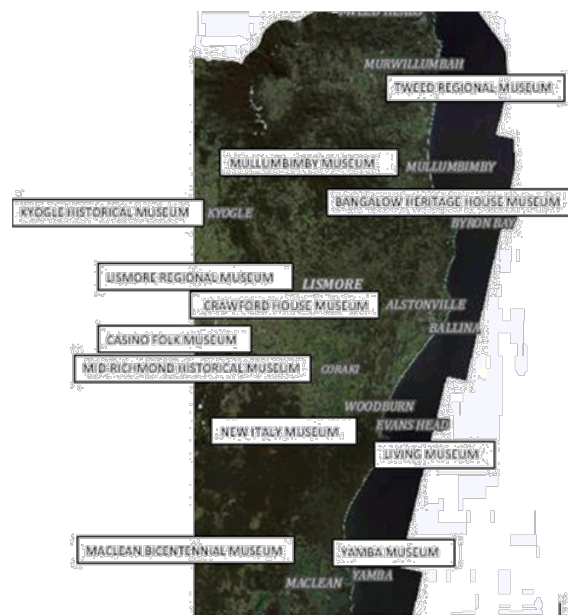 TWEED HEADS
MURWILLUMBAH
TWEED REGIONAL MUSEUM
MULLUMBIMBY MUSEUM
MULLUMBIMBY
BANGALOW HERITAGE HOUSE MUSEUM
KYOGLE HISTORICAL MUSEUM
KYOGLE
BYRON BAY
LISMORE REGIONAL MUSEUM
LISMORE
CRAWFORD HOUSE MUSEUM
ALSTONVILLE
BALLINA
CASINO FOLK MUSEUM
MID-RICHMOND HISTORICAL MUSEUM
CORAKI
WOODBURN
EVANS HEAD
NEW ITALY MUSEUM
LIVING MUSEUM
MACLEAN BICENTENNIAL MUSEUM
YAMBA MUSEUM
YAMBA
MACLEAN